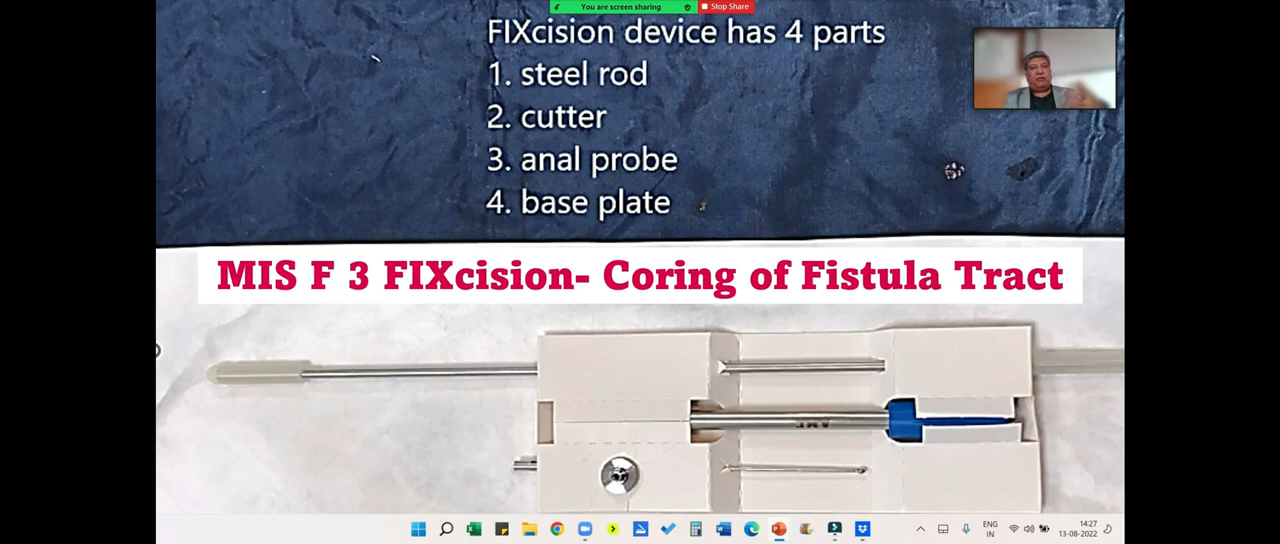 You are screen sharing
Stop Share
FIXcision device has 4 parts
1. steel rod
2. cutter
3. anal probe
4. base plate
MIS F 3 FIXcision- Coring of Fistula Tract
ENG
IN
14:27
13-08-2022